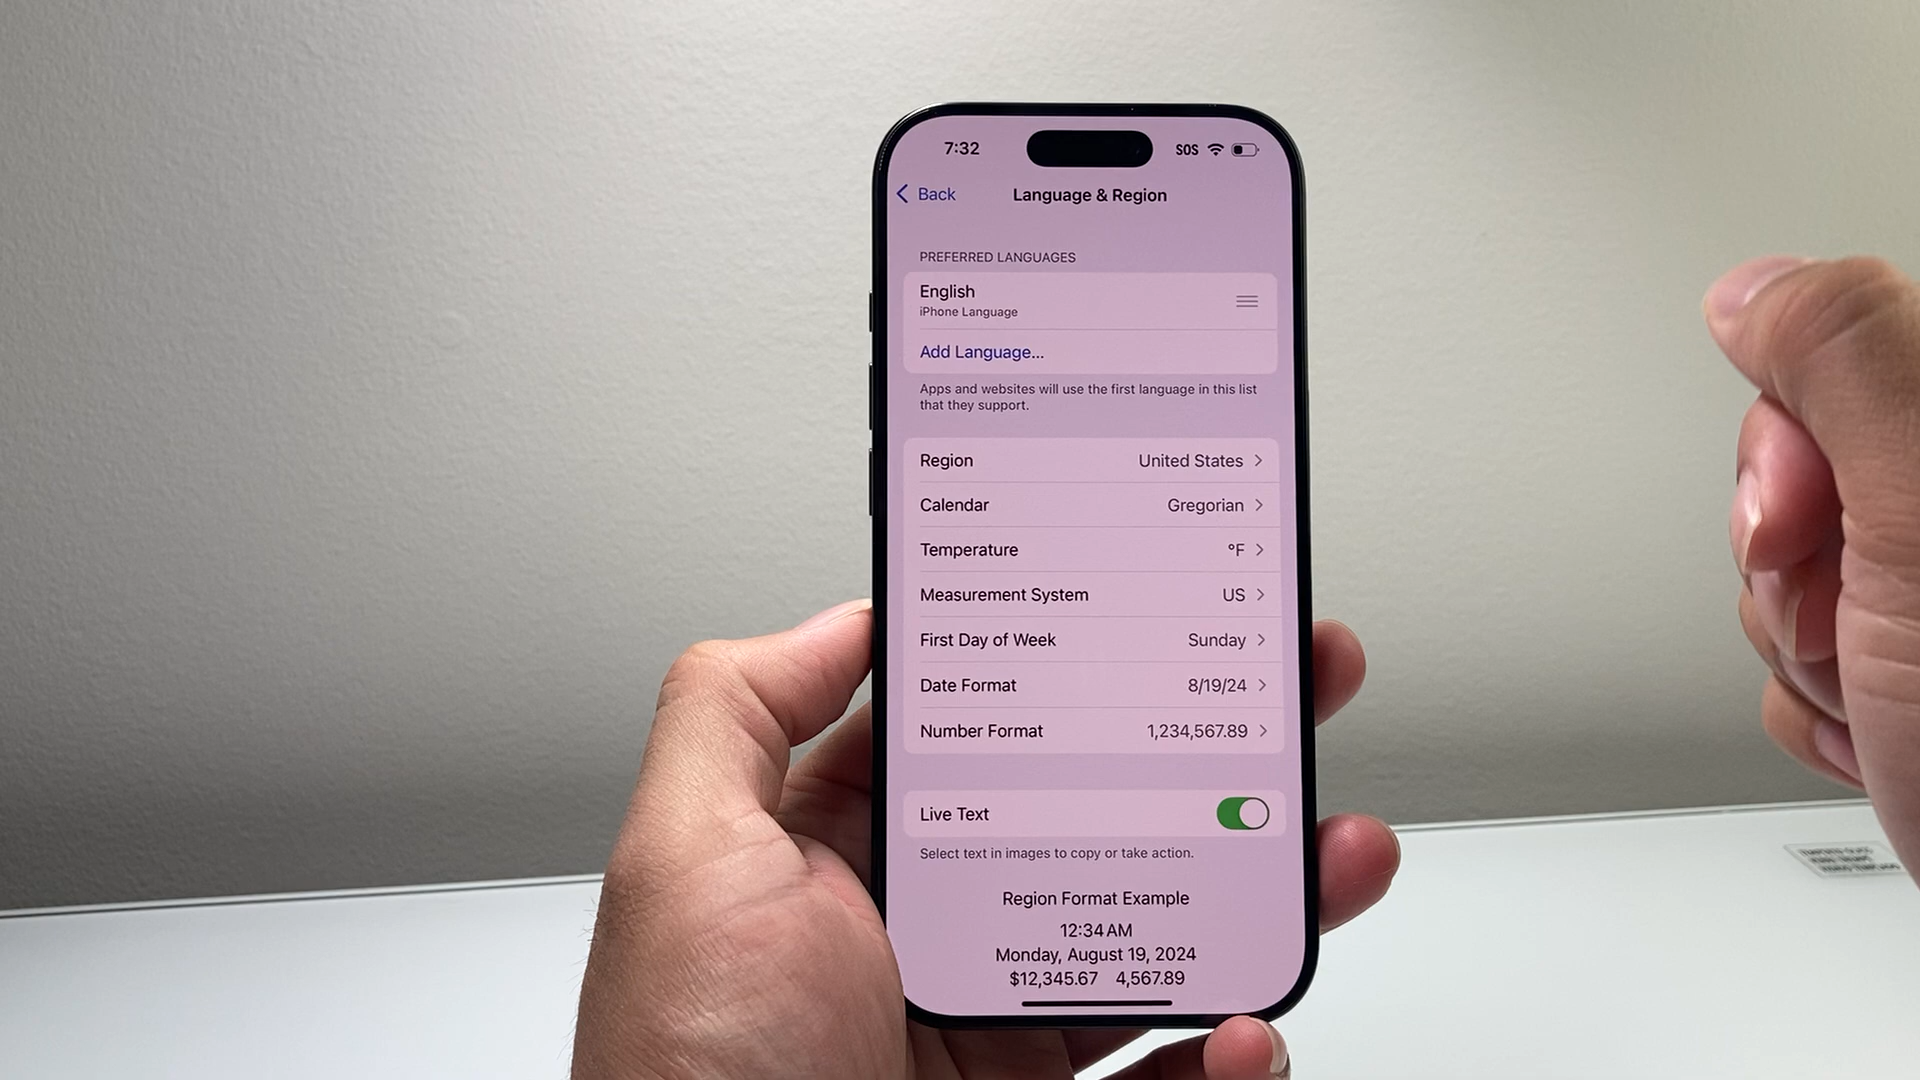 7:32 SOS
Back Language & Region
PREFERRED LANGUAGES
English
iPhone Language
Add Language...
Apps and websites will use the first language in this list
that they support.
Region United States
Calendar Gregorian
Temperature °F
Measurement System US
First Day of Week Sunday
Date Format 8/19/24
Number Format 1,234,567.89
Live Text
Select text in images to copy or take action.
Region Format Example
12:34 AM
Monday, August 19, 2024
$12,345.67 4,567.89